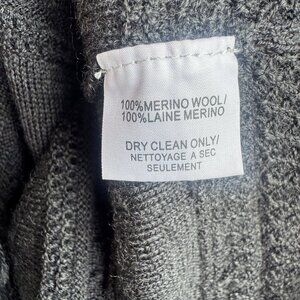 100%MERINO WOOL/
100%LAINE MERINO
DRY CLEAN ONLY/
NETTOYAGE A SEC
SEULEMENT